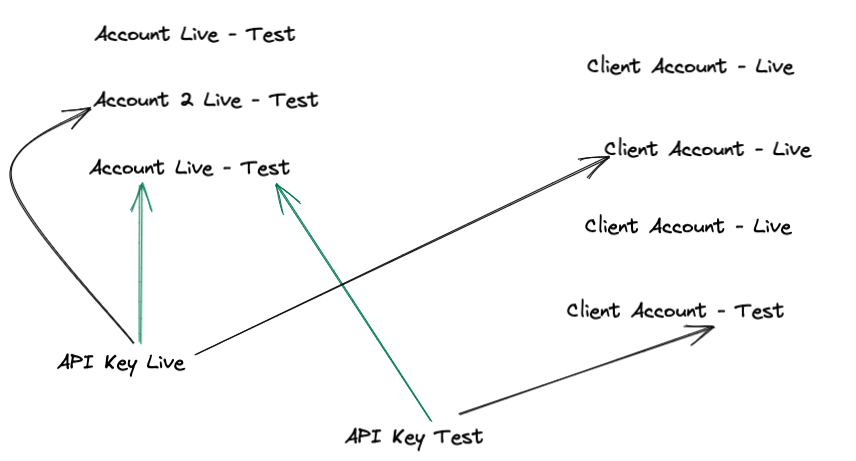 Account Live - Test
Account 2 Live - Test
Account Live - Test
Client Account - Live
Client Account - Live
Client Account - Live
Client Account - Test
API Key Live
API Key Test